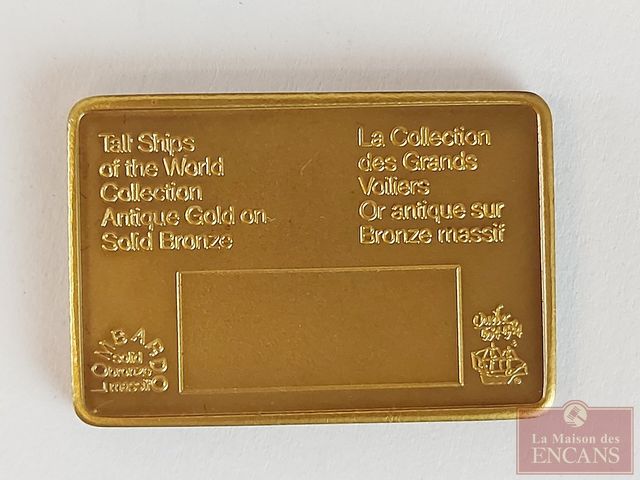 Tall Ships
of the World
Collection
Antique Gold on
Solid Bronze
La Collection
des Grands
Voiliers
Or antique sur
Bronze massif
LOMBARDO
solid
bronze
massif
Québec
La Maison des
ENCANS